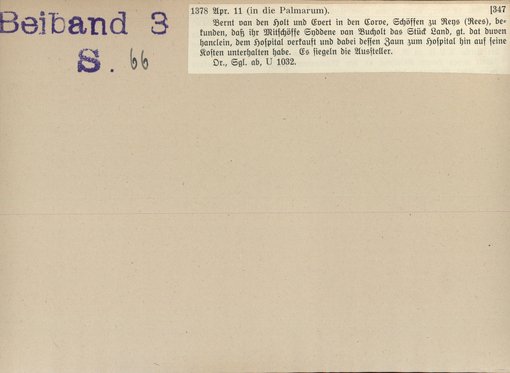 Beiband 3
S. 66
1378 Apr. 11 (in die Palmarum). [347
Bernt van den Holt und Evert in den Torve, Schöffen zu Reys (Rees), be-
kunden, daß ihr Mitschöffe Syddene van Bucholt das Stück Land, gt. dat duven
hanclein, dem Hospital verkauft und dabei dessen Zaun zum Hospital hin auf seine
Kosten unterhalten habe. Es siegeln die Aussteller.
Or., Sgl. ab, U 1032.